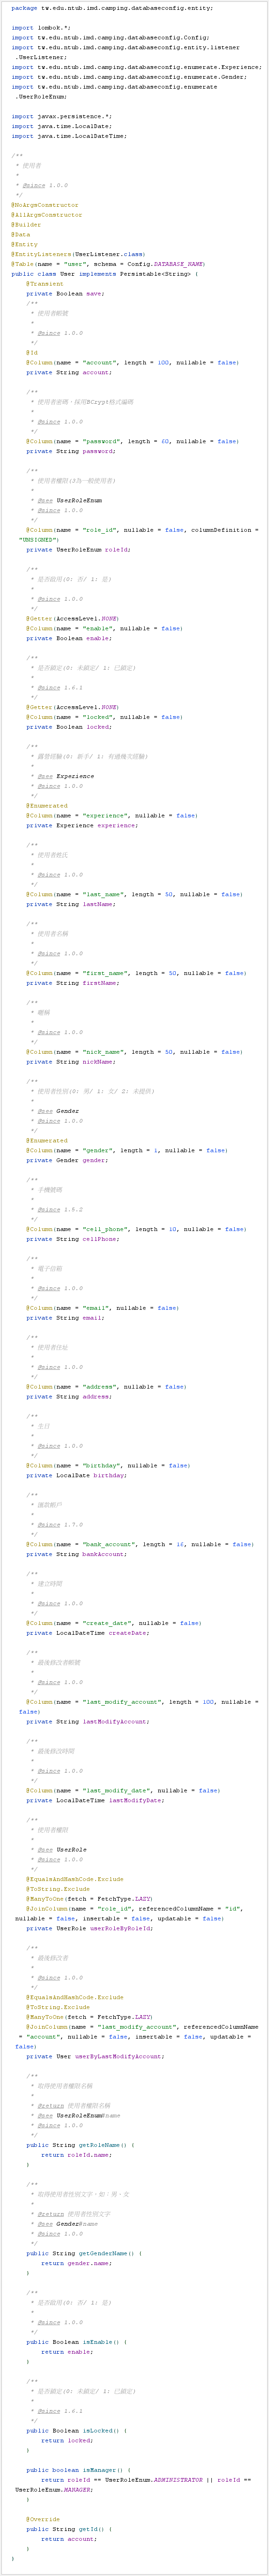 package tw.edu.ntub.imd.camping.databaseconfig.entity;

import lombok.*;
import tw.edu.ntub.imd.camping.databaseconfig.Config;
import tw.edu.ntub.imd.camping.databaseconfig.entity.listener
.UserListener;
import tw.edu.ntub.imd.camping.databaseconfig.enumerate.Experience;
import tw.edu.ntub.imd.camping.databaseconfig.enumerate.Gender;
import tw.edu.ntub.imd.camping.databaseconfig.enumerate
.UserRoleEnum;

import javax.persistence.*;
import java.time.LocalDate;
import java.time.LocalDateTime;

/**
* 使用者
*
* @since 1.0.0
*/
@NoArgsConstructor
@AllArgsConstructor
@Builder
@Data
@Entity
@EntityListeners(UserListener.class)
@Table(name = "user", schema = Config.DATABASE_NAME)
public class User implements Persistable<String> {
@Transient
private Boolean save;
/**
* 使用者帳號
*
* @since 1.0.0
*/
@Id
@Column(name = "account", length = 100, nullable = false)
private String account;

/**
* 使用者密碼，採用BCrypt格式編碼
*
* @since 1.0.0
*/
@Column(name = "password", length = 60, nullable = false)
private String password;

/**
* 使用者權限(3為一般使用者)
*
* @see UserRoleEnum
* @since 1.0.0
*/
@Column(name = "role_id", nullable = false, columnDefinition =
"UNSIGNED")
private UserRoleEnum roleId;

/**
* 是否啟用(0: 否/ 1: 是)
*
* @since 1.0.0
*/
@Getter(AccessLevel.NONE)
@Column(name = "enable", nullable = false)
private Boolean enable;

/**
* 是否鎖定(0: 未鎖定/ 1: 已鎖定)
*
* @since 1.6.1
*/
@Getter(AccessLevel.NONE)
@Column(name = "locked", nullable = false)
private Boolean locked;

/**
* 露營經驗(0: 新手/ 1: 有過幾次經驗)
*
* @see Experience
* @since 1.0.0
*/
@Enumerated
@Column(name = "experience", nullable = false)
private Experience experience;

/**
* 使用者姓氏
*
* @since 1.0.0
*/
@Column(name = "last_name", length = 50, nullable = false)
private String lastName;

/**
* 使用者名稱
*
* @since 1.0.0
*/
@Column(name = "first_name", length = 50, nullable = false)
private String firstName;

/**
* 暱稱
*
* @since 1.0.0
*/
@Column(name = "nick_name", length = 50, nullable = false)
private String nickName;

/**
* 使用者性別(0: 男/ 1: 女/ 2: 未提供)
*
* @see Gender
* @since 1.0.0
*/
@Enumerated
@Column(name = "gender", length = 1, nullable = false)
private Gender gender;

/**
* 手機號碼
*
* @since 1.5.2
*/
@Column(name = "cell_phone", length = 10, nullable = false)
private String cellPhone;

/**
* 電子信箱
*
* @since 1.0.0
*/
@Column(name = "email", nullable = false)
private String email;

/**
* 使用者住址
*
* @since 1.0.0
*/
@Column(name = "address", nullable = false)
private String address;

/**
* 生日
*
* @since 1.0.0
*/
@Column(name = "birthday", nullable = false)
private LocalDate birthday;

/**
* 匯款帳戶
*
* @since 1.7.0
*/
@Column(name = "bank_account", length = 16, nullable = false)
private String bankAccount;

/**
* 建立時間
*
* @since 1.0.0
*/
@Column(name = "create_date", nullable = false)
private LocalDateTime createDate;

/**
* 最後修改者帳號
*
* @since 1.0.0
*/
@Column(name = "last_modify_account", length = 100, nullable =
false)
private String lastModifyAccount;

/**
* 最後修改時間
*
* @since 1.0.0
*/
@Column(name = "last_modify_date", nullable = false)
private LocalDateTime lastModifyDate;

/**
* 使用者權限
*
* @see UserRole
* @since 1.0.0
*/
@EqualsAndHashCode.Exclude
@ToString.Exclude
@ManyToOne(fetch = FetchType.LAZY)
@JoinColumn(name = "role_id", referencedColumnName = "id",
nullable = false, insertable = false, updatable = false)
private UserRole userRoleByRoleId;

/**
* 最後修改者
*
* @since 1.0.0
*/
@EqualsAndHashCode.Exclude
@ToString.Exclude
@ManyToOne(fetch = FetchType.LAZY)
@JoinColumn(name = "last_modify_account", referencedColumnName
= "account", nullable = false, insertable = false, updatable =
false)
private User userByLastModifyAccount;

/**
* 取得使用者權限名稱
*
* @return 使用者權限名稱
* @see UserRoleEnum#name
* @since 1.0.0
*/
public String getRoleName() {
return roleId.name;
}

/**
* 取得使用者性別文字，如：男、女
*
* @return 使用者性別文字
* @see Gender#name
* @since 1.0.0
*/
public String getGenderName() {
return gender.name;
}

/**
* 是否啟用(0: 否/ 1: 是)
*
* @since 1.0.0
*/
public Boolean isEnable() {
return enable;
}

/**
* 是否鎖定(0: 未鎖定/ 1: 已鎖定)
*
* @since 1.6.1
*/
public Boolean isLocked() {
return locked;
}

public boolean isManager() {
return roleId == UserRoleEnum.ADMINISTRATOR || roleId ==
UserRoleEnum.MANAGER;
}

@Override
public String getId() {
return account;
}
}